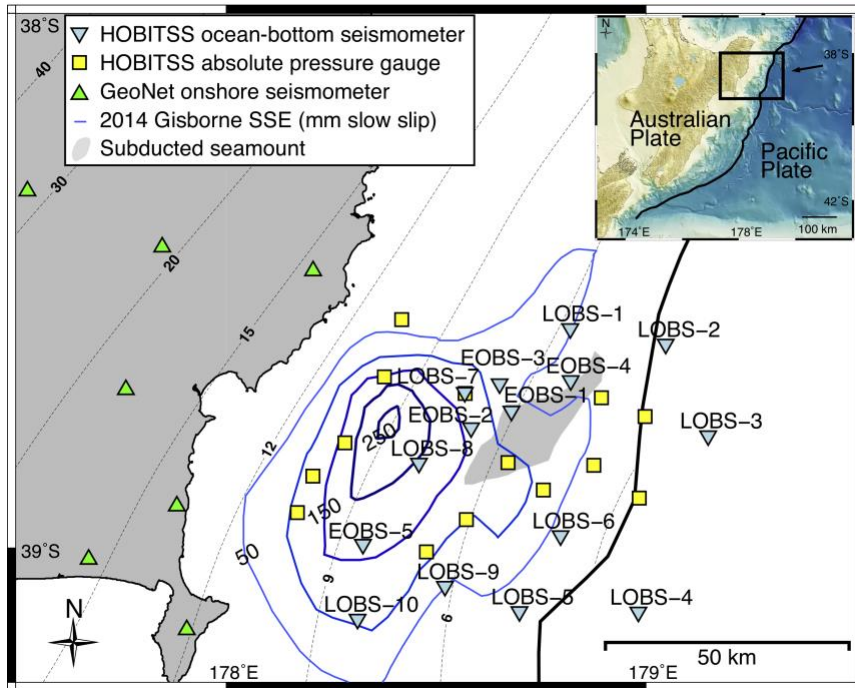 38°S
HOBITSS ocean-bottom seismometer
HOBITSS absolute pressure gauge
GeoNet onshore seismometer
2014 Gisborne SSE (mm slow slip)
Subducted seamount
N
38°S
Australian
Plate
Pacific
Plate
42°S
174°E
178°E
100 km
40
30
20
15
12
9
6
LOBS-1
LOBS-2
EOBS-3
EOBS-4
LOBS-7
EOBS-1
EOBS-2
LOBS-3
250
LOBS-8
150
50
EOBS-5
LOBS-6
39°S
LOBS-9
LOBS-10
LOBS-5
LOBS-4
N
50 km
178°E
179°E